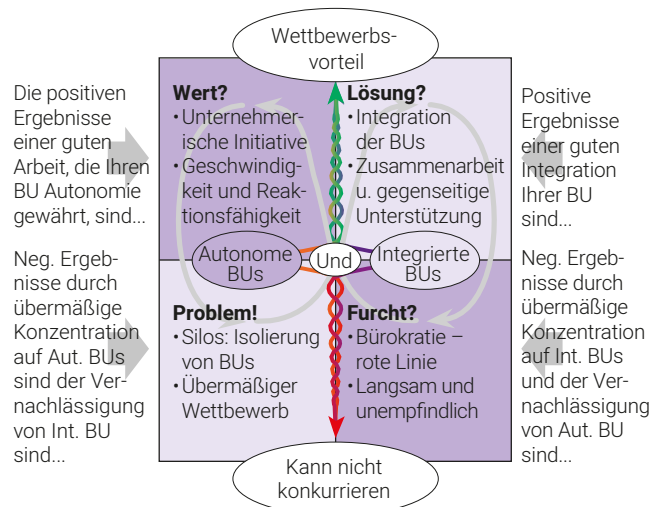 Wettbewerbs-
vorteil
Die positiven
Ergebnisse
einer guten
Arbeit, die Ihren
BU Autonomie
gewährt, sind...
Wert?
• Unternehmer-
ische Initiative
• Geschwindig-
keit und Reak-
tionsfähigkeit
Lösung?
• Integration
der BUs
• Zusammenarbeit
u. gegenseitige
Unterstützung
Positive
Ergebnisse
einer guten
Integration
Ihrer BU
sind...
Autonome
BUs
Und
Integrierte
BUs
Neg. Ergeb-
nisse durch
übermäßige
Konzentration
auf Aut. BUs
sind der Ver-
nachlässigung
von Int. BU
sind...
Problem!
• Silos: Isolierung
von BUs
• Übermäßiger
Wettbewerb
Furcht?
• Bürokratie –
rote Linie
• Langsam und
unempfindlich
Neg. Ergeb-
nisse durch
übermäßige
Konzentration
auf Int. BUs
und der Ver-
nachlässigung
von Aut. BU
sind...
Kann nicht
konkurrieren